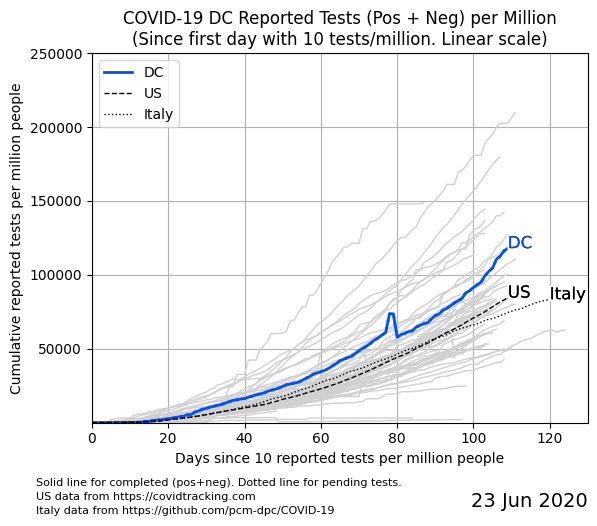 COVID-19 DC Reported Tests (Pos + Neg) per Million
(Since first day with 10 tests/million. Linear scale)
250000
200000
150000
100000
50000
Cumulative reported tests per million people
DC
US
Italy
DC
US
Italy
0
20
40
60
80
100
120
Days since 10 reported tests per million people
Solid line for completed (pos+neg). Dotted line for pending tests.
US data from https://covidtracking.com
Italy data from https://github.com/pcm-dpc/COVID-19
23 Jun 2020